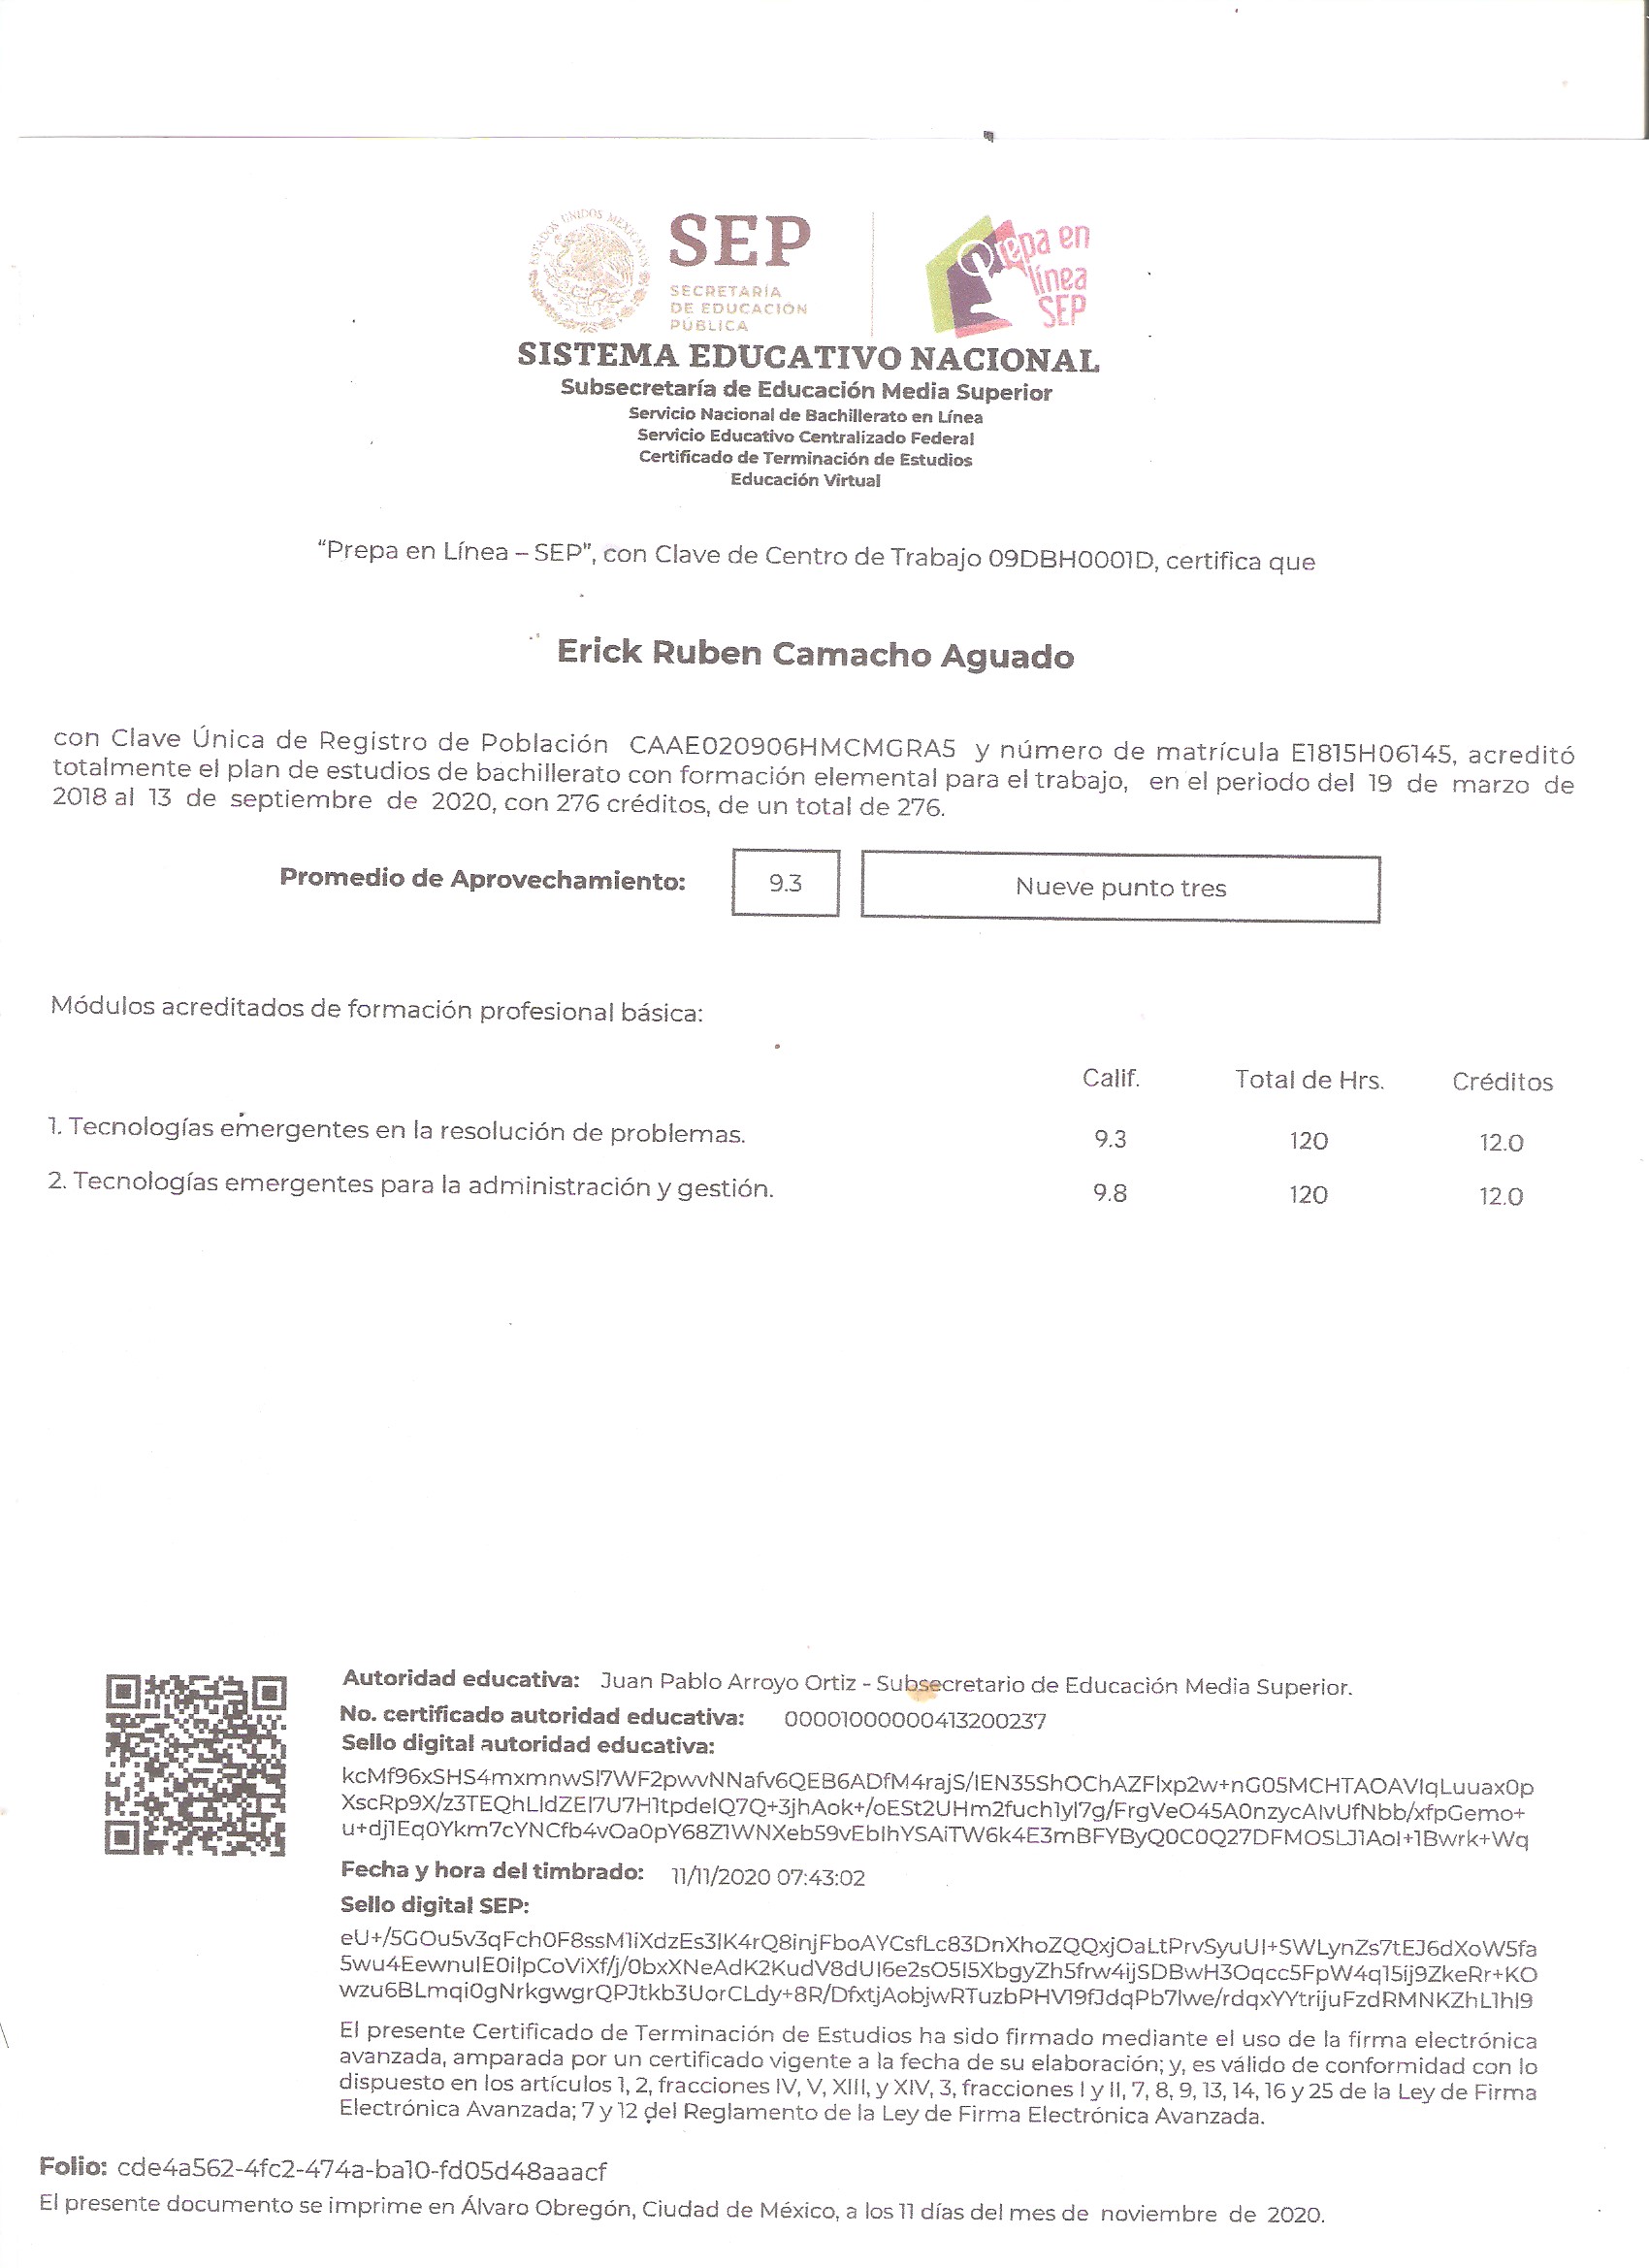 ESTADOS UNIDOS MEXICANOS
SEP
SECRETARÍA
DE EDUCACIÓN
PÚBLICA
Prepa en
línea
SEP
SISTEMA EDUCATIVO NACIONAL
Subsecretaría de Educación Media Superior
Servicio Nacional de Bachillerato en Línea
Servicio Educativo Centralizado Federal
Certificado de Terminación de Estudios
Educación Virtual
“Prepa en Línea – SEP”, con Clave de Centro de Trabajo 09DBH0001D, certifica que
Erick Ruben Camacho Aguado
con Clave Única de Registro de Población CAAE020906HMCMGRA5 y número de matrícula E1815H06145, acreditó
totalmente el plan de estudios de bachillerato con formación elemental para el trabajo, en el periodo del 19 de marzo de
2018 al 13 de septiembre de 2020, con 276 créditos, de un total de 276.
Promedio de Aprovechamiento: 9.3 Nueve punto tres
Módulos acreditados de formación profesional básica:
Calif. Total de Hrs. Créditos
1. Tecnologías emergentes en la resolución de problemas. 9.3 120 12.0
2. Tecnologías emergentes para la administración y gestión. 9.8 120 12.0
Autoridad educativa: Juan Pablo Arroyo Ortiz - Subsecretario de Educación Media Superior.
No. certificado autoridad educativa: 00001000000413200237
Sello digital autoridad educativa:
kcMf96xSHS4mxmnwSI7WF2pwvNNafv6QEB6ADfM4rajS/IEN35ShOChAZFIxp2w+nG05MCHTAOAVIqLuuax0p
XscRp9X/z3TEQhLIdZEI7U7H1tpdeIQ7Q+3jhAok+/oESt2UHm2fuch1yI7g/FrgVeO45A0nzycAIvUfNbb/xfpGemo+
u+dj1Eq0Ykm7cYNCfb4vOa0pY68Z1WNXeb59vEbIhYSAiTW6k4E3mBFYByQ0C0Q27DFMOSLJ1AoI+1Bwrk+Wq
Fecha y hora del timbrado: 11/11/2020 07:43:02
Sello digital SEP:
eU+/5GOu5v3qFch0F8ssM1iXdzEs3IK4rQ8injFboAYCsfLc83DnXhoZQQxjOaLtPrvSyuUI+SWLynZs7tEJ6dXoW5fa
5wu4EewnuIE0iIpCoViXf/j/0bxXNeAdK2KudV8dUI6e2sO5I5XbgyZh5frw4ijSDBwH3Oqcc5FpW4q15ij9ZkeRr+KO
wzu6BLmqi0gNrkgwgrQPJtkb3UorCLdy+8R/DfxtjAobjwRTuzbPHV19fJdqPb7Iwe/rdqxYYtrijuFzdRMNKZhL1hI9
El presente Certificado de Terminación de Estudios ha sido firmado mediante el uso de la firma electrónica
avanzada, amparada por un certificado vigente a la fecha de su elaboración; y, es válido de conformidad con lo
dispuesto en los artículos 1, 2, fracciones IV, V, XIII, y XIV, 3, fracciones I y II, 7, 8, 9, 13, 14, 16 y 25 de la Ley de Firma
Electrónica Avanzada; 7 y 12 del Reglamento de la Ley de Firma Electrónica Avanzada.
Folio: cde4a562-4fc2-474a-ba10-fd05d48aaacf
El presente documento se imprime en Álvaro Obregón, Ciudad de México, a los 11 días del mes de noviembre de 2020.